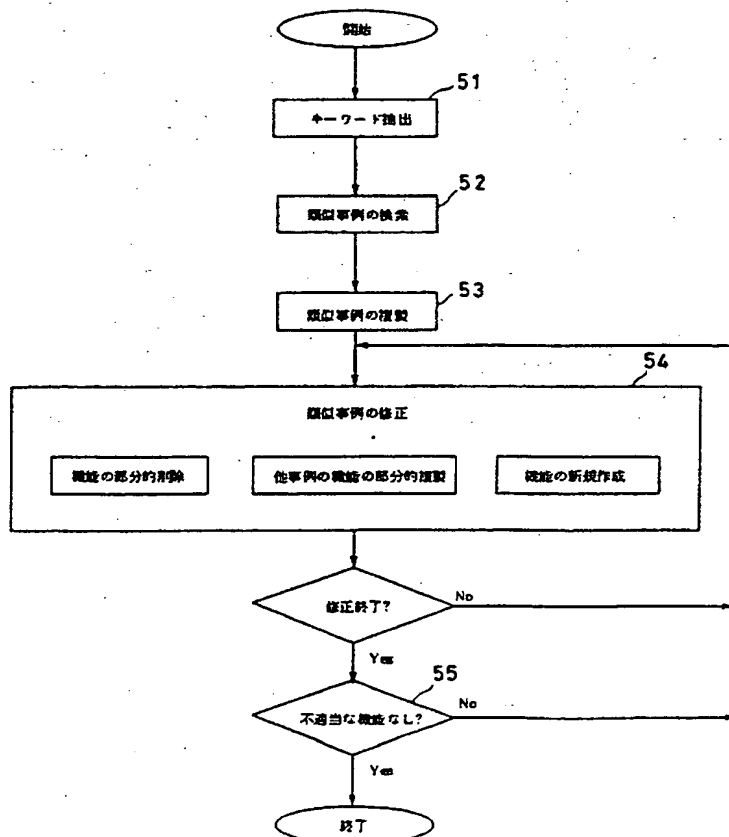 開始
51
キーワード抽出
52
類似事例の検索
53
類似事例の複製
54
類似事例の修正
機能の部分的削除
他事例の機能の部分的複製
機能の新規作成
修正終了?
No
Yes
55
不適当な機能なし?
No
Yes
終了